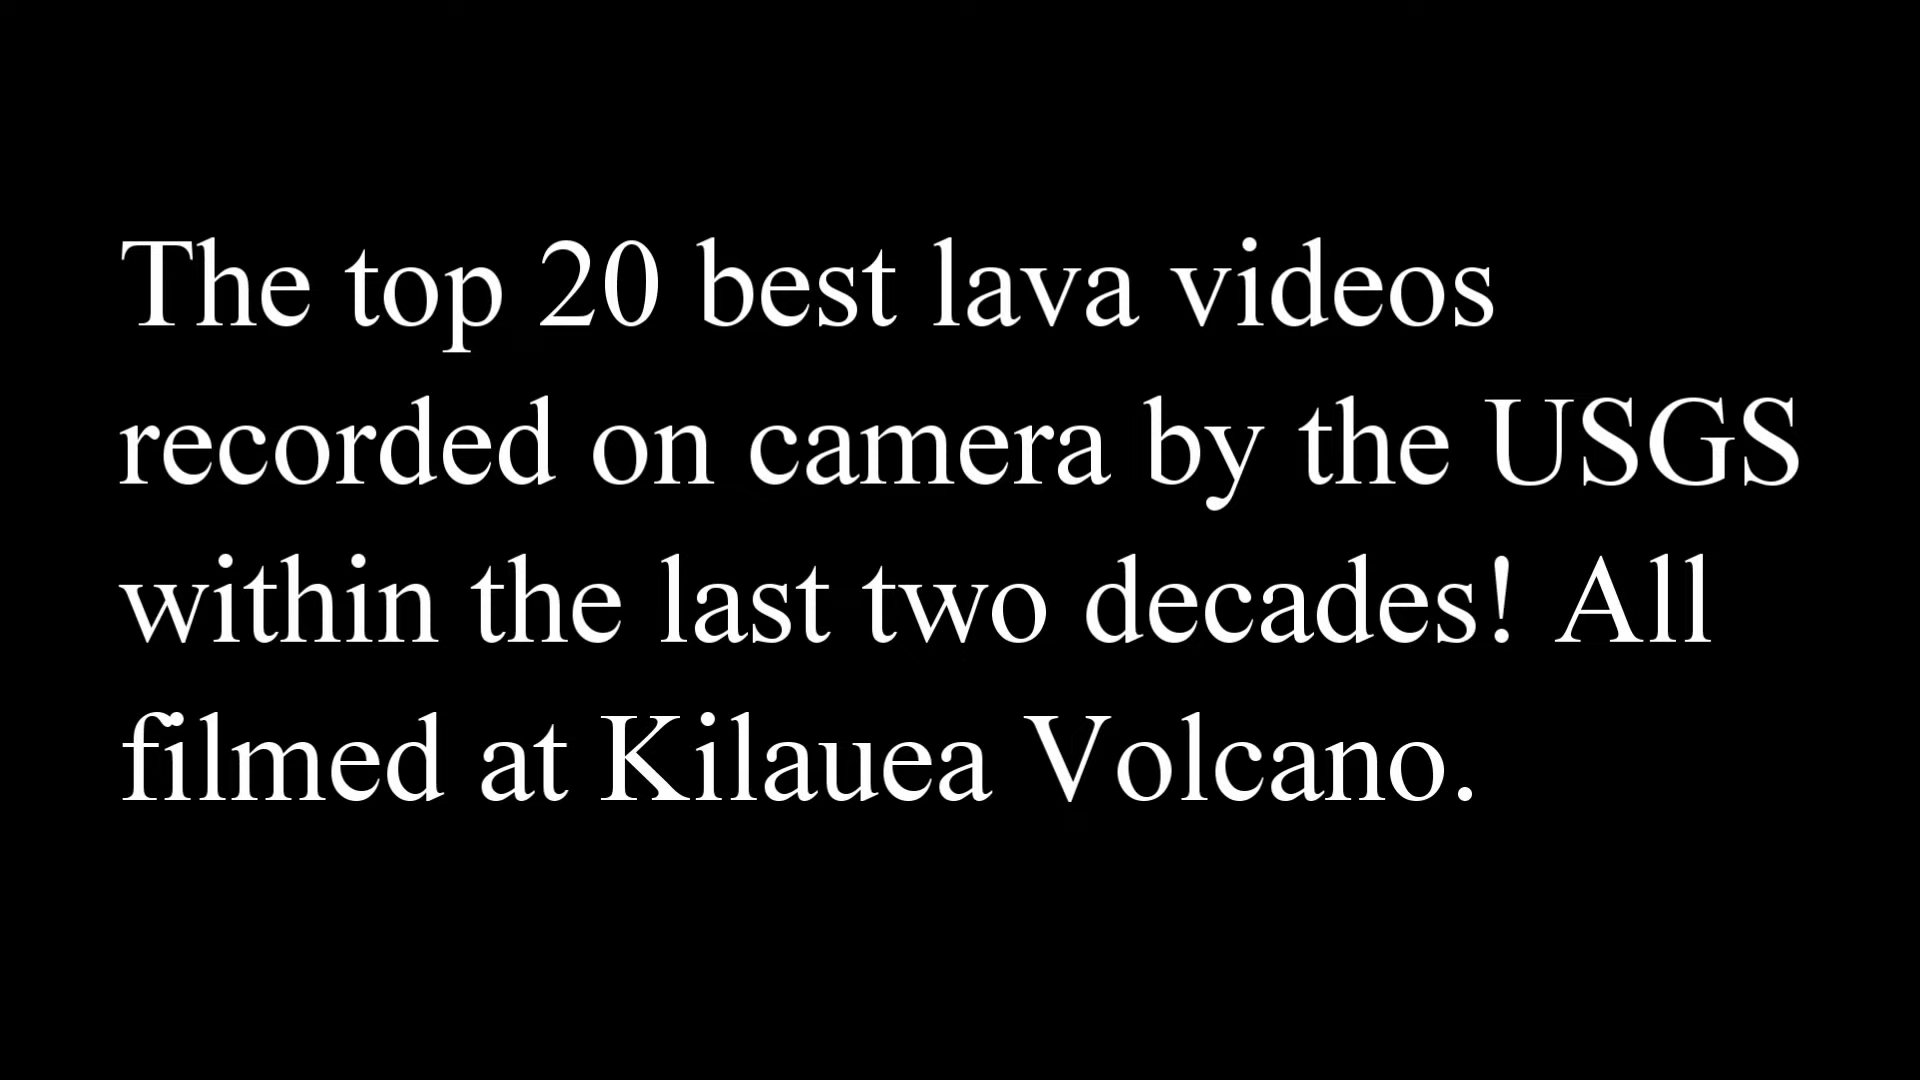 The top 20 best lava videos
recorded on camera by the USGS
within the last two decades! All
filmed at Kilauea Volcano.